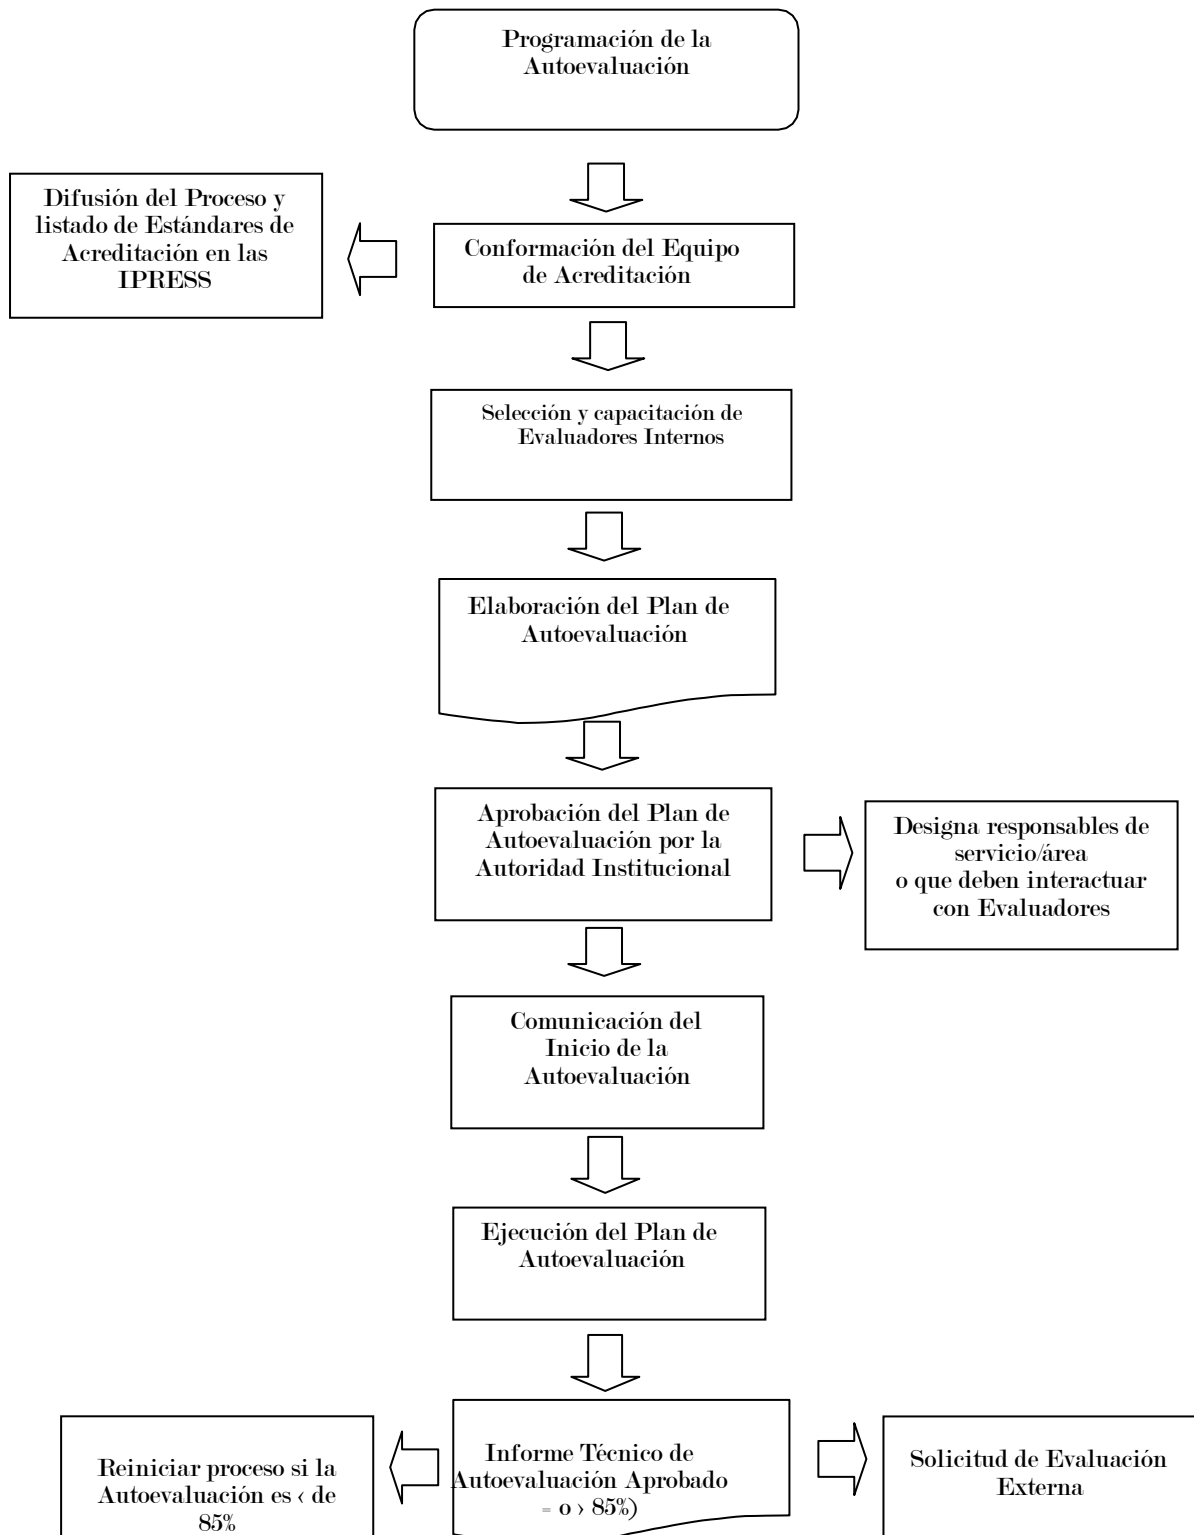 Programación de la
Autoevaluación
Difusión del Proceso y
listado de Estándares de
Acreditación en las
IPRESS
Conformación del Equipo
de Acreditación
Selección y capacitación de
Evaluadores Internos
Elaboración del Plan de
Autoevaluación
Aprobación del Plan de
Autoevaluación por la
Autoridad Institucional
Designa responsables de
servicio/área
o que deben interactuar
con Evaluadores
Comunicación del
Inicio de la
Autoevaluación
Ejecución del Plan de
Autoevaluación
Reiniciar proceso si la
Autoevaluación es ‹ de
85%
Informe Técnico de
Autoevaluación Aprobado
= o › 85%)
Solicitud de Evaluación
Externa